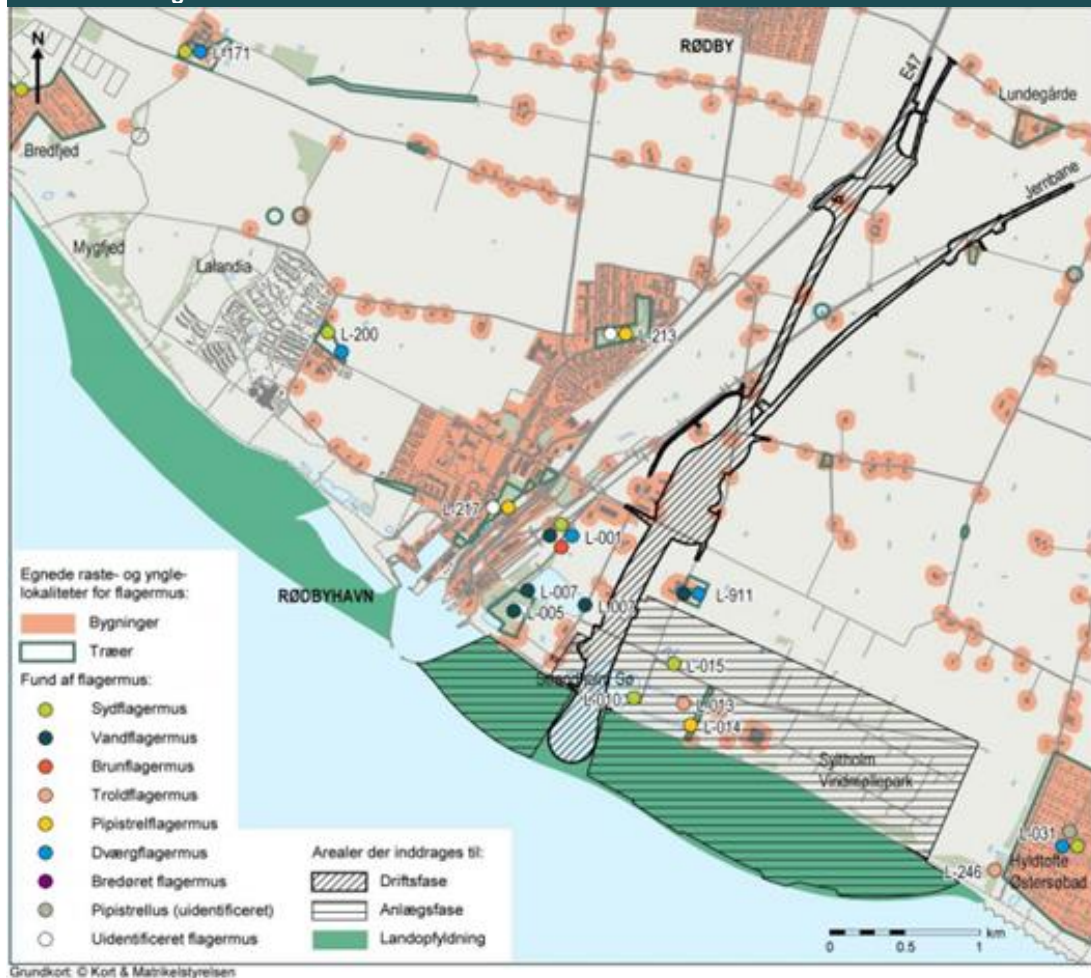 N
L-171
RØDBY
E47
Lundegårde
Bredfjed
Jernbane
Mygfjed
Lalandia
L-200
L-213
L-217
L-001
RØDBYHAVN
L-007
L-005
L-007
L-911
L-015
L-010
L-013
L-014
Syltholm
Vindmøllepark
L-031
Hyldtofte
Østersøbad
L-246
Egnede raste- og yngle-
lokaliteter for flagermus:
Bygninger
Træer
Fund af flagermus:
Sydflagermus
Vandflagermus
Brunflagermus
Troldflagermus
Pipistrelflagermus
Dværgflagermus
Bredøret flagermus
Pipistrellus (uidentificeret)
Uidentificeret flagermus
Arealer der inddrages til:
Driftsfase
Anlægsfase
Landopfyldning
km
0 0.5 1
Grundkort: © Kort & Matrikelstyrelsen